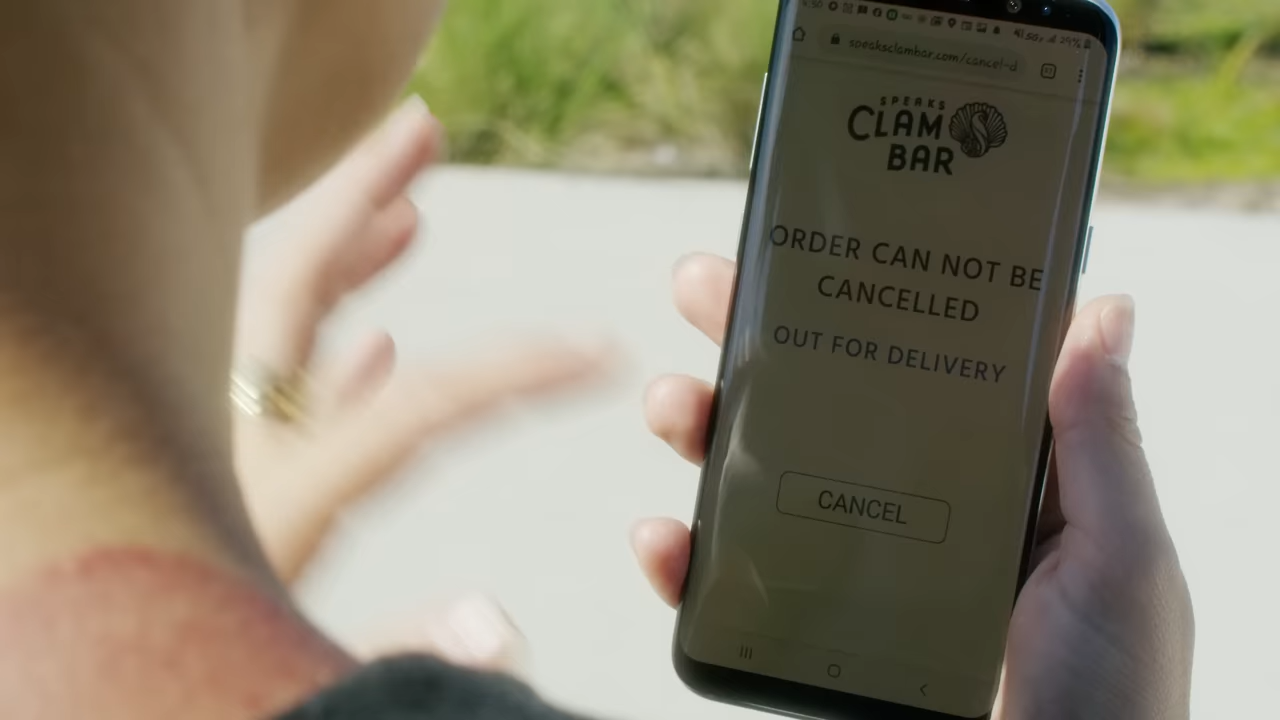 speaksclambar.com/cancel-d
SPEAKS
CLAM
BAR
ORDER CAN NOT BE
CANCELLED
OUT FOR DELIVERY
CANCEL